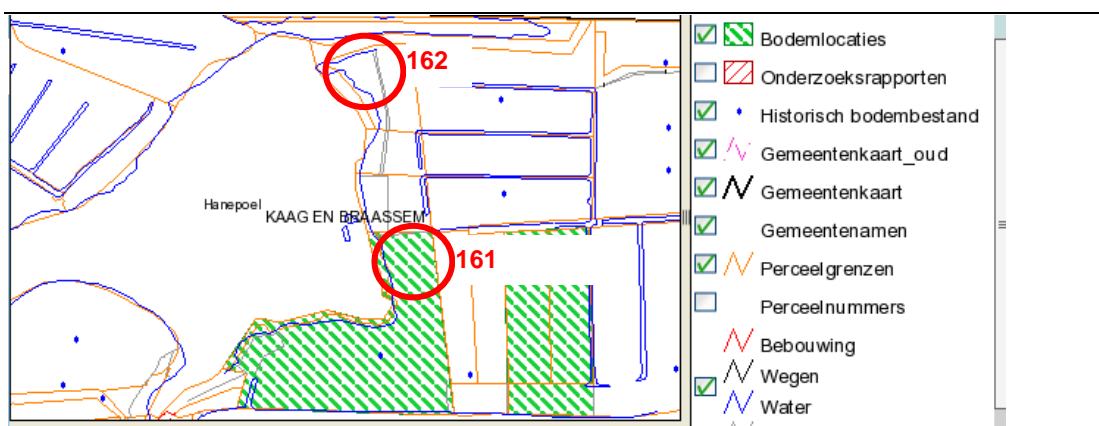 162
Hanepoel
KAAG EN BRAASSEM
161
Bodemlocaties
Onderzoeksrapporten
Historisch bodembestand
Gemeentenkaart_oud
Gemeentenkaart
Gemeentenamen
Perceelgrenzen
Perceelnummers
Bebouwing
Wegen
Water